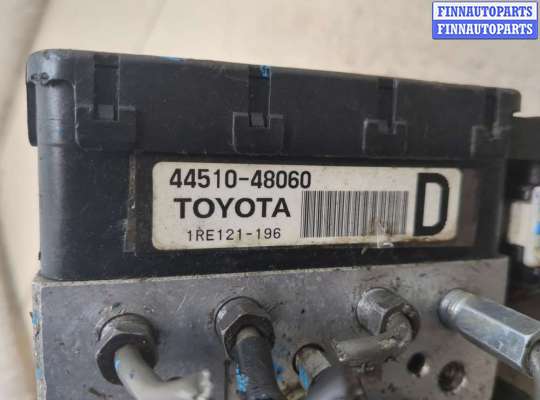 FINNAUTOPARTS
FINNAUTOPARTS
44510-48060
TOYOTA
D
1RE121-196